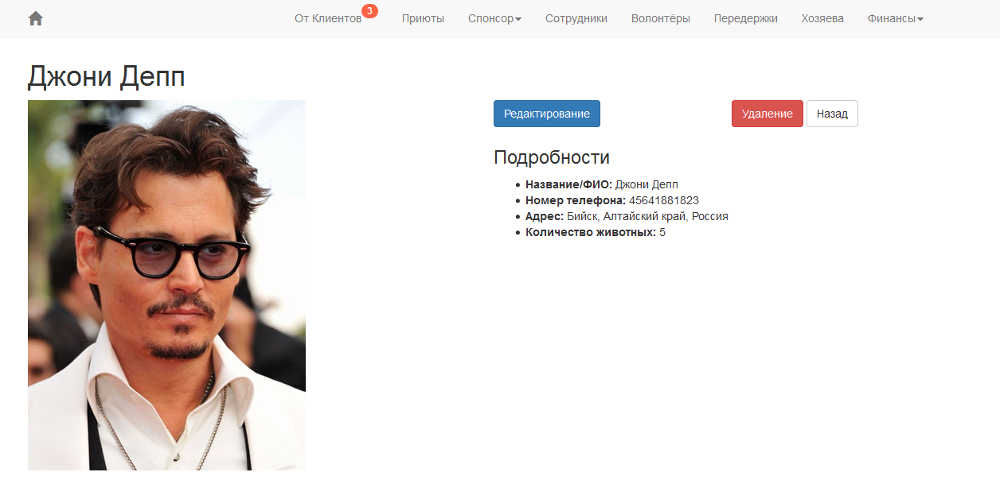 От Клиентов 3 Приюты Спонсор Сотрудники Волонтёры Передержки Хозяева Финансы
Джони Депп
Редактирование Удаление Назад
Подробности
Название/ФИО: Джони Депп
Номер телефона: 45641881823
Адрес: Бийск, Алтайский край, Россия
Количество животных: 5